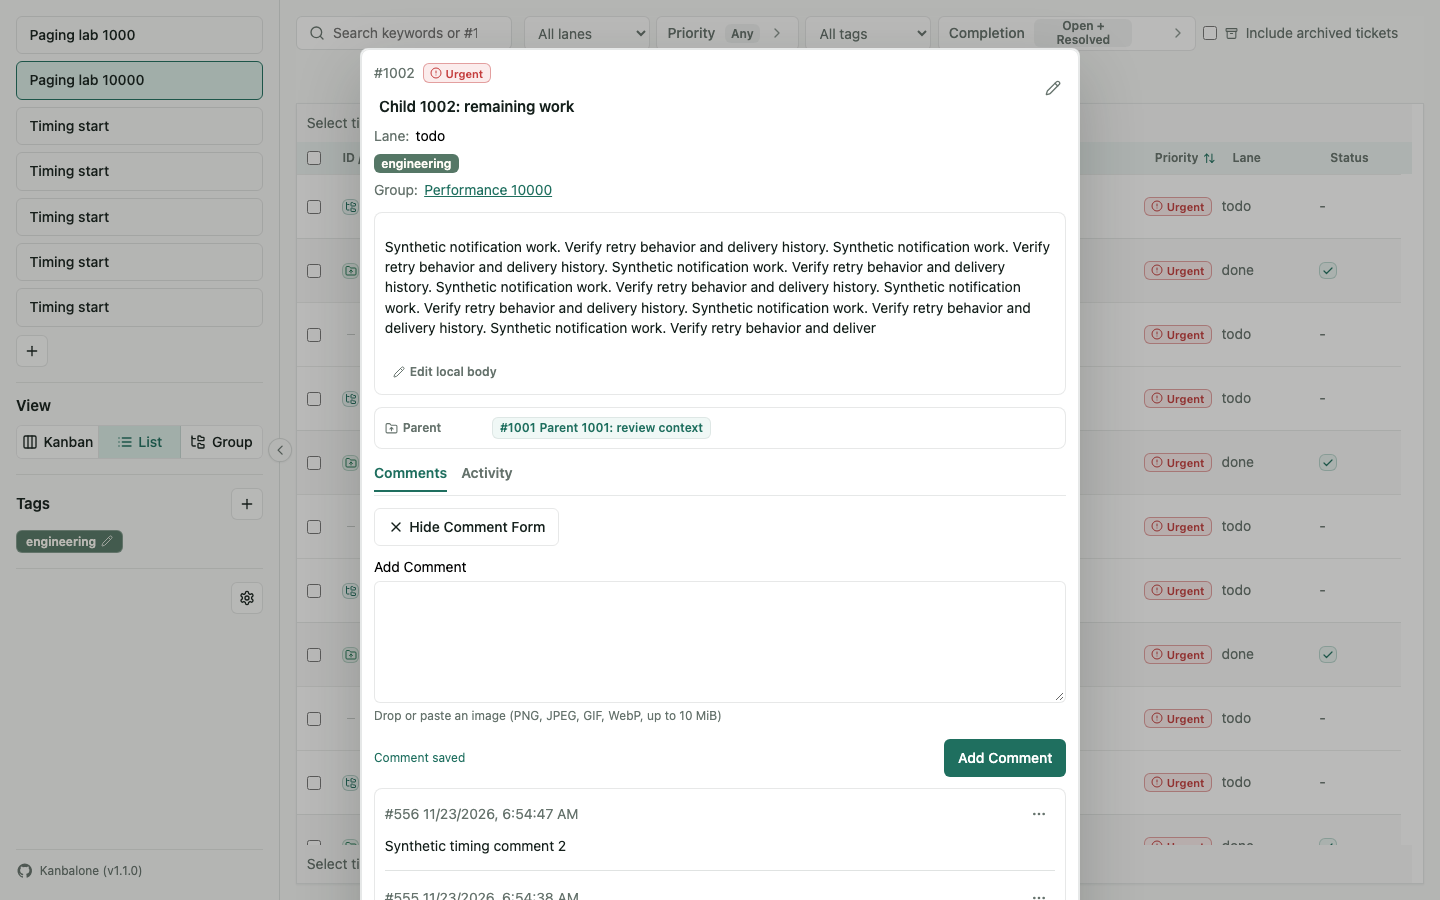 Paging lab 1000
Paging lab 10000
Timing start
Timing start
Timing start
Timing start
Timing start
View
Kanban
List
Group
Tags
engineering
Kanbalone (v1.1.0)
Search keywords or #1
All lanes
Priority Any
All tags
Completion Open + Resolved
Include archived tickets
Select ti
ID /
Priority Lane Status
Urgent todo -
Urgent done
Urgent todo -
Urgent todo -
Urgent done
Urgent todo -
Urgent todo -
Urgent done
Urgent todo -
Urgent todo -
Select ti
#1002 Urgent
Child 1002: remaining work
Lane: todo
engineering
Group: Performance 10000
Synthetic notification work. Verify retry behavior and delivery history. Synthetic notification work. Verify
retry behavior and delivery history. Synthetic notification work. Verify retry behavior and delivery
history. Synthetic notification work. Verify retry behavior and delivery history. Synthetic notification
work. Verify retry behavior and delivery history. Synthetic notification work. Verify retry behavior and
delivery history. Synthetic notification work. Verify retry behavior and deliver
Edit local body
Parent #1001 Parent 1001: review context
Comments Activity
Hide Comment Form
Add Comment
Drop or paste an image (PNG, JPEG, GIF, WebP, up to 10 MiB)
Comment saved
Add Comment
#556 11/23/2026, 6:54:47 AM
Synthetic timing comment 2
#555 11/23/2026, 6:54:38 AM